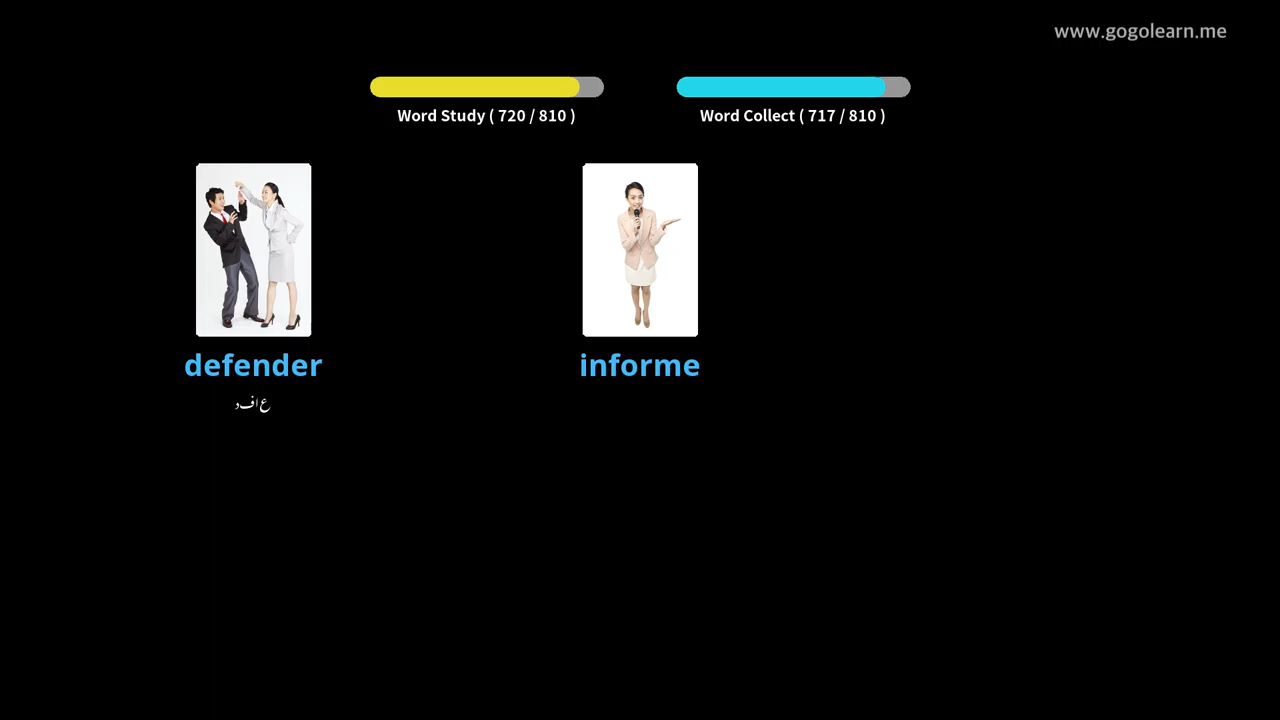 www.gogolearn.me
Word Study ( 720 / 810 )
Word Collect ( 717 / 810 )
defender
informe
دفاع